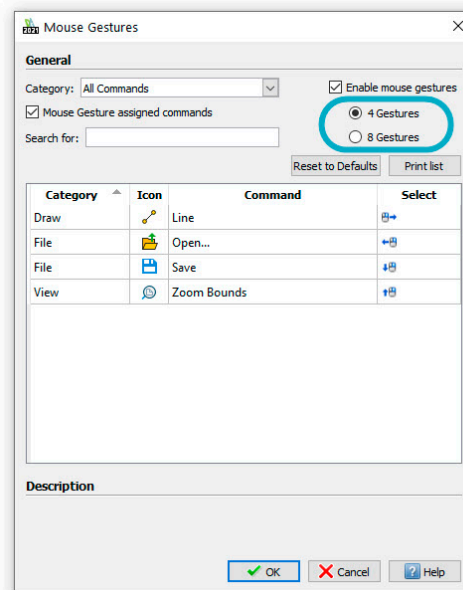 2021 Mouse Gestures
General
Category: All Commands
Enable mouse gestures
Mouse Gesture assigned commands
4 Gestures
Search for:
8 Gestures
Reset to Defaults Print list
Category Icon Command Select
Draw Line
File Open...
File Save
View Zoom Bounds
Description
OK Cancel Help